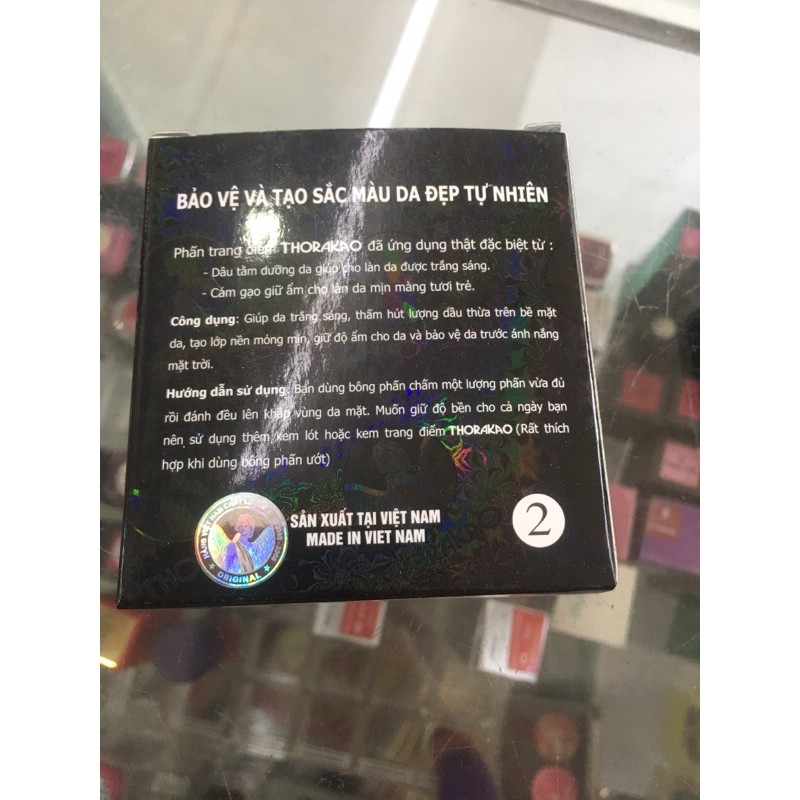 BẢO VỆ VÀ TẠO SẮC MÀU DA ĐẸP TỰ NHIÊN
Phấn trang điểm THORAKAO đã ứng dụng thật đặc biệt từ :
- Dâu tằm dưỡng da giúp cho làn da được trắng sáng.
- Cám gạo giữ ẩm cho làn da mịn màng tươi trẻ.
Công dụng: Giúp da trắng sáng, thấm hút lượng dầu thừa trên bề mặt
da, tạo lớp nền mỏng mịn, giữ độ ẩm cho da và bảo vệ da trước ánh nắng
mặt trời.
Hướng dẫn sử dụng: Bạn dùng bông phấn chấm một lượng phấn vừa đủ
rồi đánh đều lên khắp vùng da mặt. Muốn giữ độ bền cho cả ngày bạn
nên sử dụng thêm kem lót hoặc kem trang điểm THORAKAO (Rất thích
hợp khi dùng bông phấn ướt)
HÀNG VIỆT NAM CHẤT
ORIGINAL
SẢN XUẤT TẠI VIỆT NAM
MADE IN VIET NAM
2